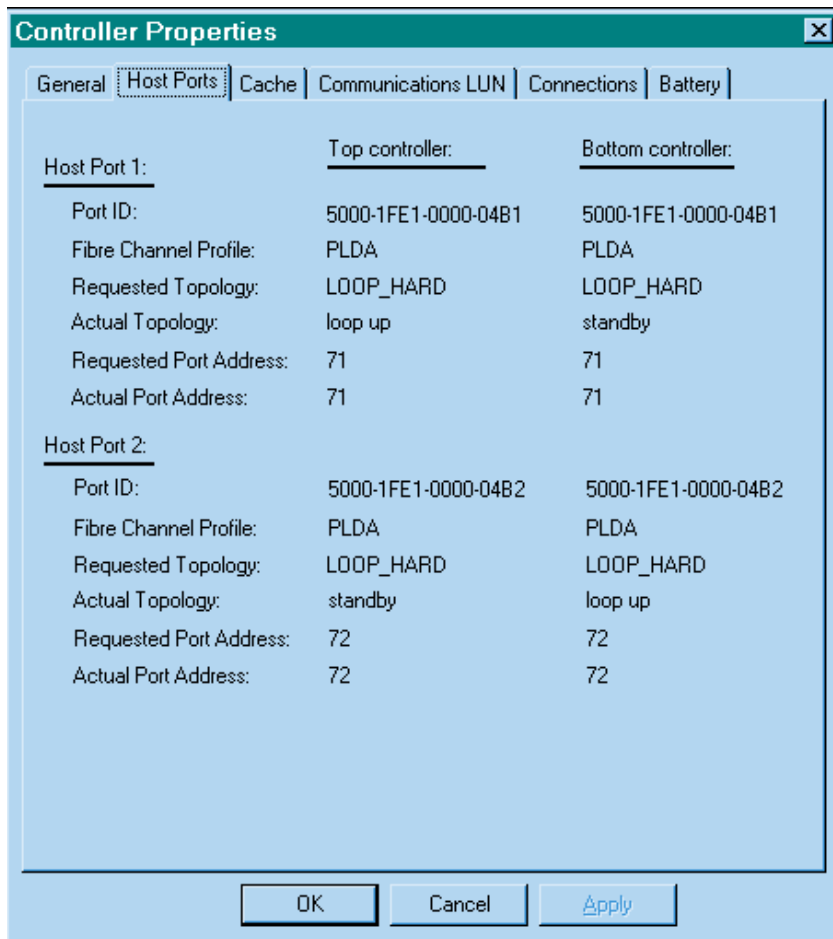 Controller Properties
General Host Ports Cache Communications LUN Connections Battery
Top controller: Bottom controller:
Host Port 1:
Port ID: 5000-1FE1-0000-04B1 5000-1FE1-0000-04B1
Fibre Channel Profile: PLDA PLDA
Requested Topology: LOOP_HARD LOOP_HARD
Actual Topology: loop up standby
Requested Port Address: 71 71
Actual Port Address: 71 71
Host Port 2:
Port ID: 5000-1FE1-0000-04B2 5000-1FE1-0000-04B2
Fibre Channel Profile: PLDA PLDA
Requested Topology: LOOP_HARD LOOP_HARD
Actual Topology: standby loop up
Requested Port Address: 72 72
Actual Port Address: 72 72
OK Cancel Apply